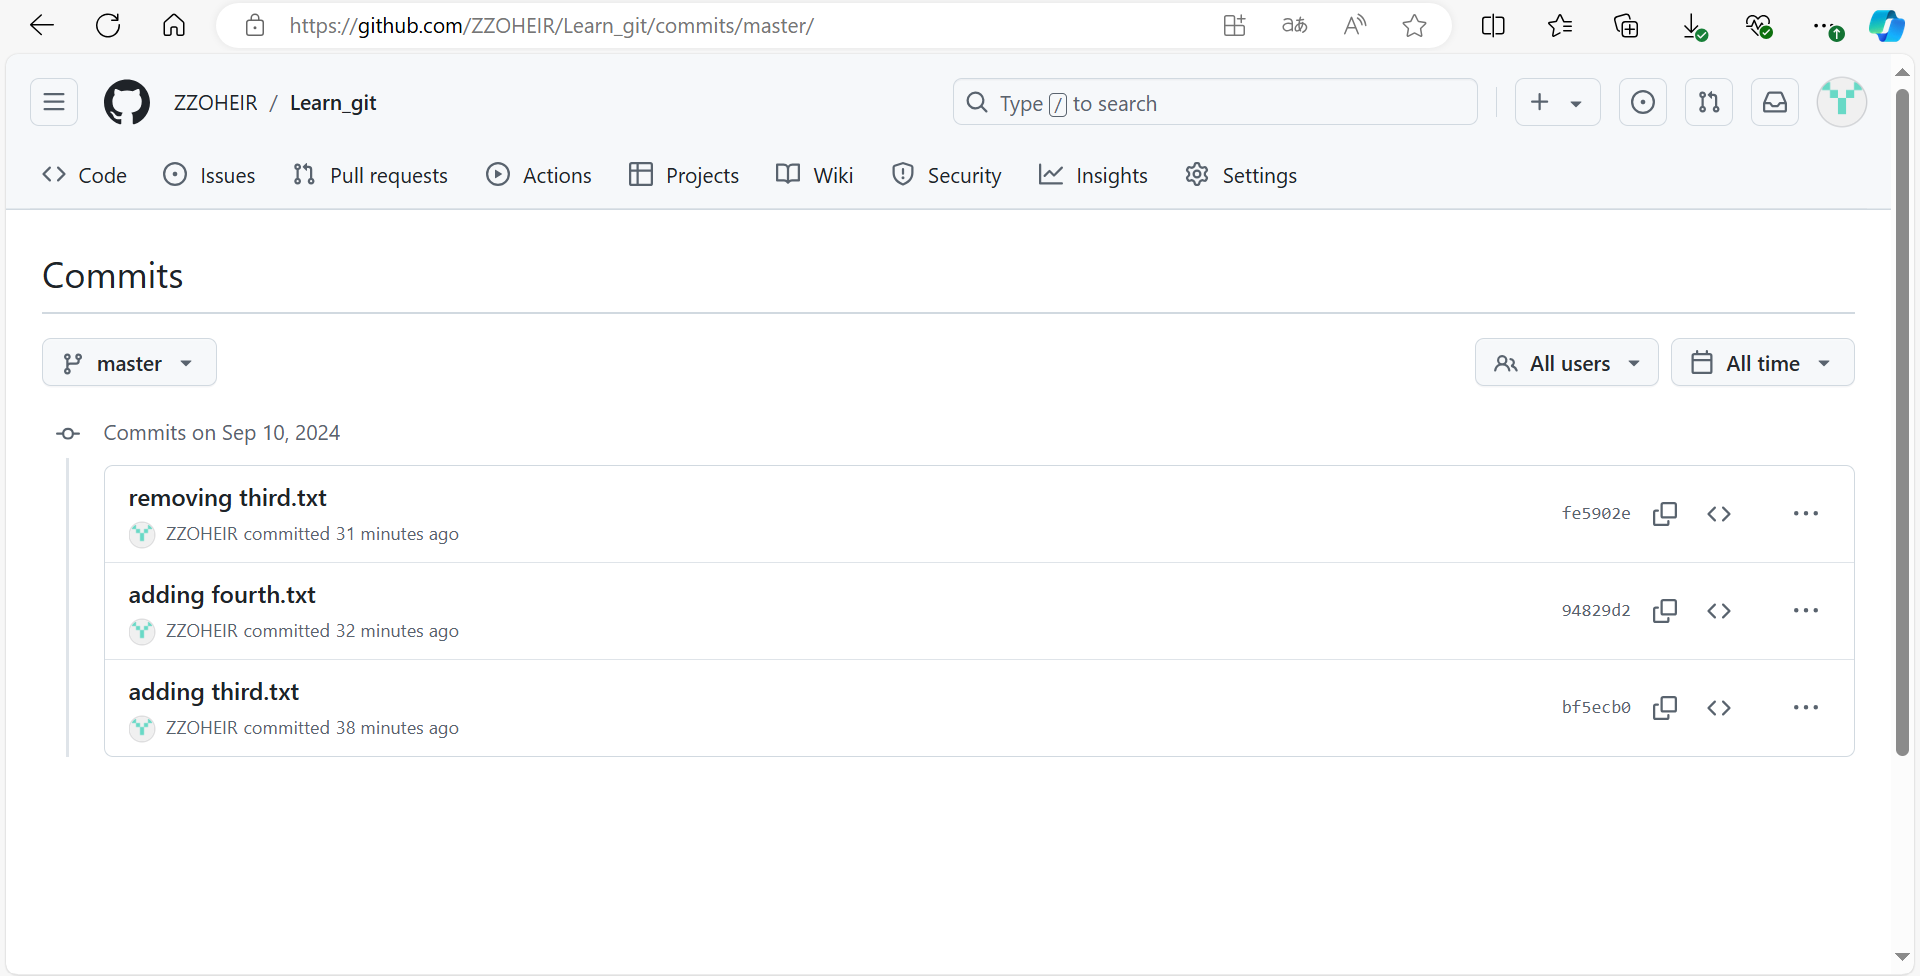 https://github.com/ZZOHEIR/Learn_git/commits/master/
ZZOHEIR / Learn_git
Type / to search
Code Issues Pull requests Actions Projects Wiki Security Insights Settings
Commits
master All users All time
Commits on Sep 10, 2024
removing third.txt
ZZOHEIR committed 31 minutes ago
fe5902e
adding fourth.txt
ZZOHEIR committed 32 minutes ago
94829d2
adding third.txt
ZZOHEIR committed 38 minutes ago
bf5ecb0